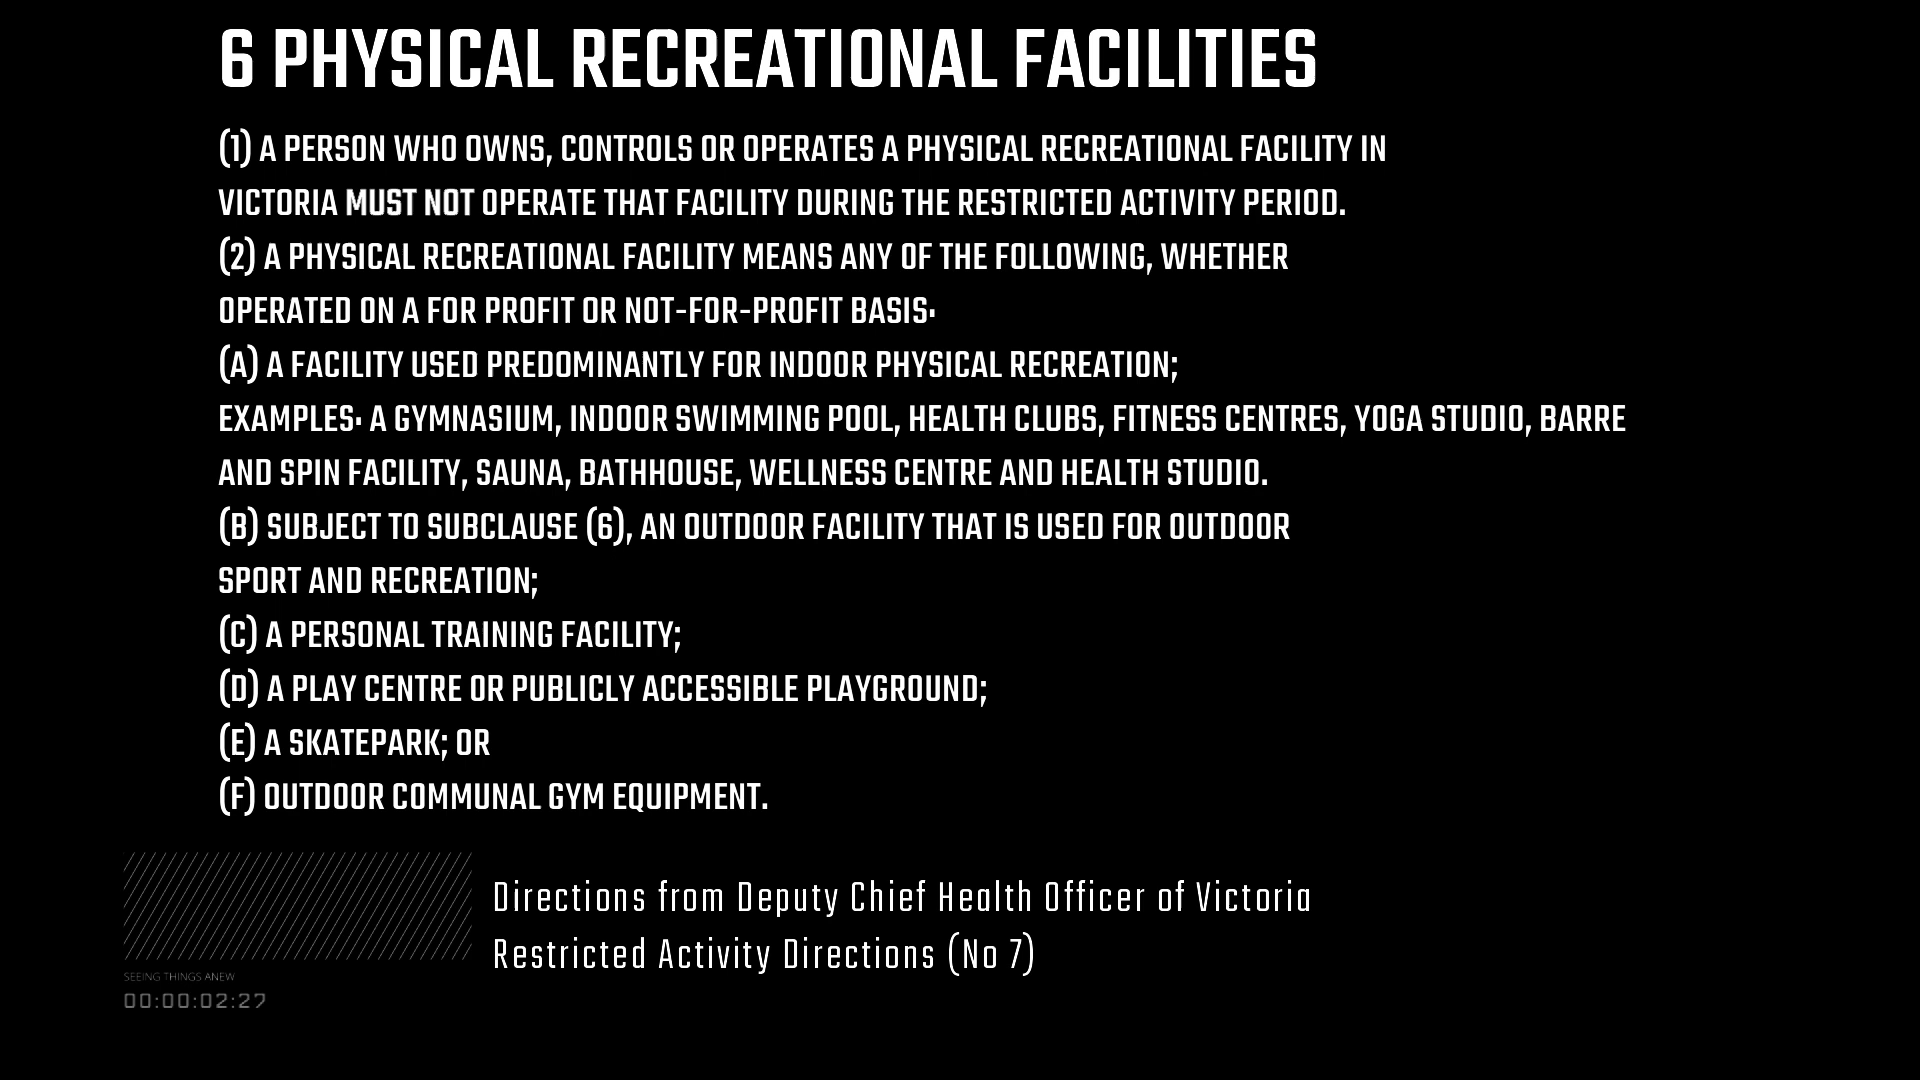 6 PHYSICAL RECREATIONAL FACILITIES
(1) A PERSON WHO OWNS, CONTROLS OR OPERATES A PHYSICAL RECREATIONAL FACILITY IN
VICTORIA MUST NOT OPERATE THAT FACILITY DURING THE RESTRICTED ACTIVITY PERIOD.
(2) A PHYSICAL RECREATIONAL FACILITY MEANS ANY OF THE FOLLOWING, WHETHER
OPERATED ON A FOR PROFIT OR NOT-FOR-PROFIT BASIS:
(A) A FACILITY USED PREDOMINANTLY FOR INDOOR PHYSICAL RECREATION;
EXAMPLES: A GYMNASIUM, INDOOR SWIMMING POOL, HEALTH CLUBS, FITNESS CENTRES, YOGA STUDIO, BARRE
AND SPIN FACILITY, SAUNA, BATHHOUSE, WELLNESS CENTRE AND HEALTH STUDIO.
(B) SUBJECT TO SUBCLAUSE (6), AN OUTDOOR FACILITY THAT IS USED FOR OUTDOOR
SPORT AND RECREATION;
(C) A PERSONAL TRAINING FACILITY;
(D) A PLAY CENTRE OR PUBLICLY ACCESSIBLE PLAYGROUND;
(E) A SKATEPARK; OR
(F) OUTDOOR COMMUNAL GYM EQUIPMENT.
Directions from Deputy Chief Health Officer of Victoria
Restricted Activity Directions (No 7)
SEEING THINGS ANEW
00:00:02:27